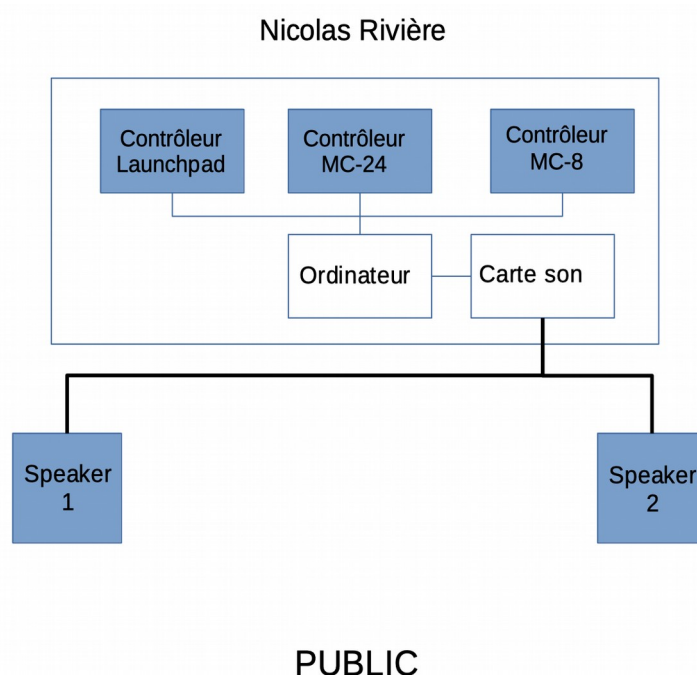 Nicolas Rivière
Contrôleur
Launchpad
Contrôleur
MC-24
Contrôleur
MC-8
Ordinateur
Carte son
Speaker
1
Speaker
2
PUBLIC